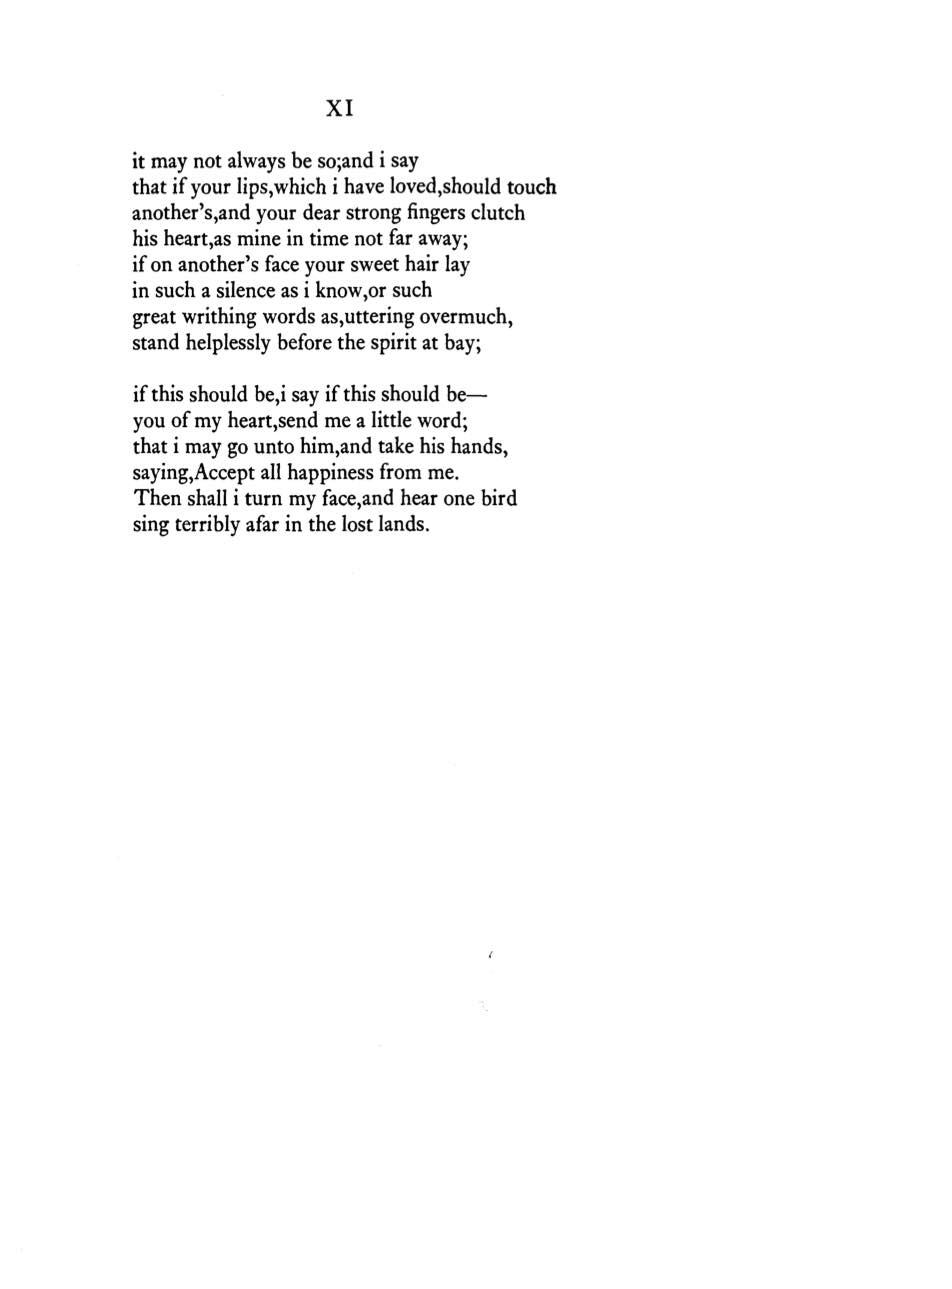 XI
it may not always be so;and i say
that if your lips,which i have loved,should touch
another's,and your dear strong fingers clutch
his heart,as mine in time not far away;
if on another's face your sweet hair lay
in such a silence as i know,or such
great writhing words as,uttering overmuch,
stand helplessly before the spirit at bay;

if this should be,i say if this should be—
you of my heart,send me a little word;
that i may go unto him,and take his hands,
saying,Accept all happiness from me.
Then shall i turn my face,and hear one bird
sing terribly afar in the lost lands.